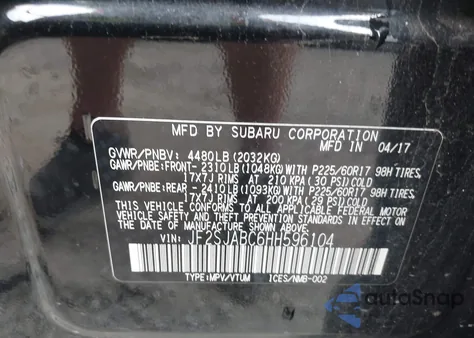 MFD BY SUBARU CORPORATION
MFD IN 04/17
GVWR/PNBV: 4480LB (2032KG)
GAWR/PNBE:FRONT- 2310LB (1048KG) WITH P225/60R17 98H TIRES
17X7J RIMS AT 210 KPA (30 PSI) COLD
GAWR/PNBE:REAR -2410LB (1093KG) WITH P225/60R17 98H TIRES
17X7J RIMS AT 200 KPA (29 PSI) COLD
THIS VEHICLE CONFORMS TO ALL APPLICABLE FEDERAL MOTOR
VEHICLE SAFETY STANDARDS IN EFFECT ON
THE DATE OF MANUFACTURE SHOWN ABOVE.
VIN: JF2SJABC6HH596104
TYPE:MPV/VTUM ICES/NMB-002
autoSnap